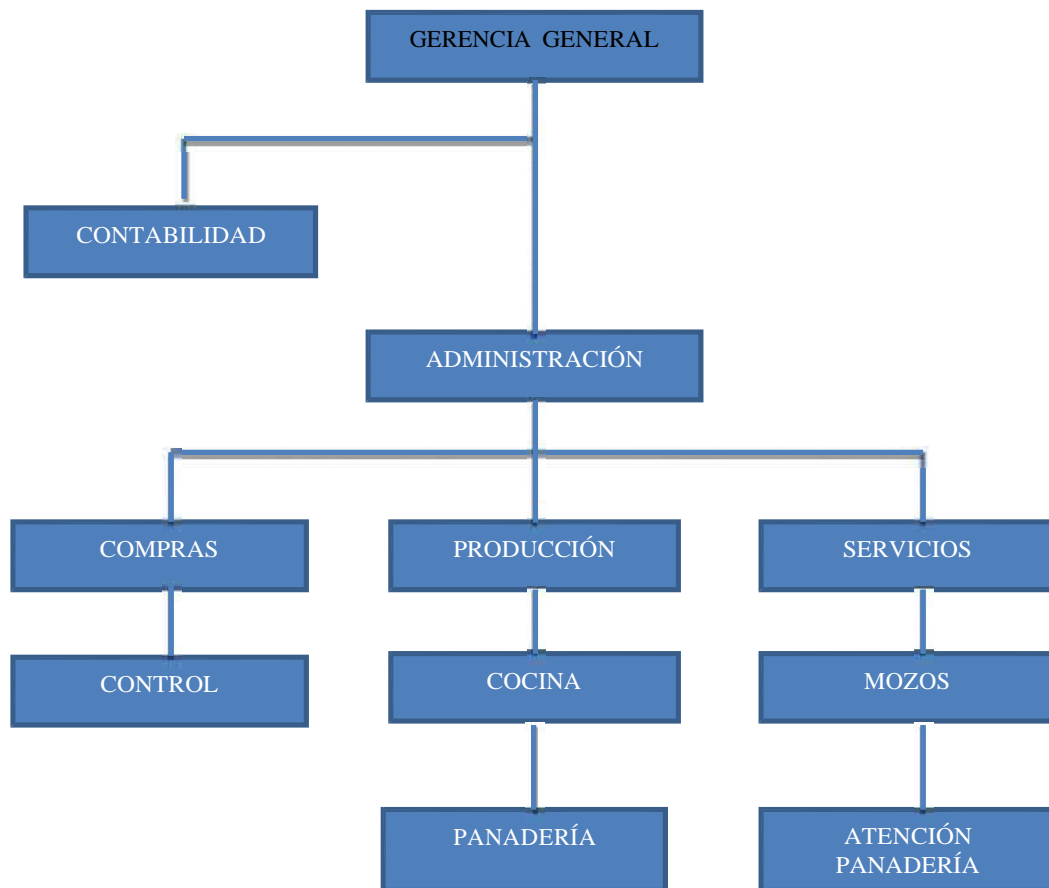 GERENCIA GENERAL
CONTABILIDAD
ADMINISTRACIÓN
COMPRAS
PRODUCCIÓN
SERVICIOS
CONTROL
COCINA
MOZOS
PANADERÍA
ATENCIÓN
PANADERÍA